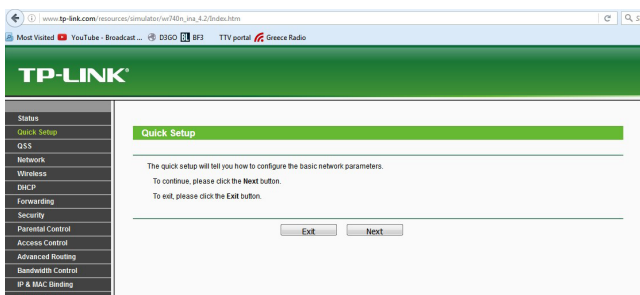 www.tp-link.com/resources/simulator/wr740n_ina_4.2/Index.htm
Most Visited YouTube - Broadcast ... D3GO BL BF3 TTV portal Greece Radio
TP-LINK
Status
Quick Setup
QSS
Network
Wireless
DHCP
Forwarding
Security
Parental Control
Access Control
Advanced Routing
Bandwidth Control
IP & MAC Binding
Quick Setup
The quick setup will tell you how to configure the basic network parameters.
To continue, please click the Next button.
To exit, please click the Exit button.
Exit Next